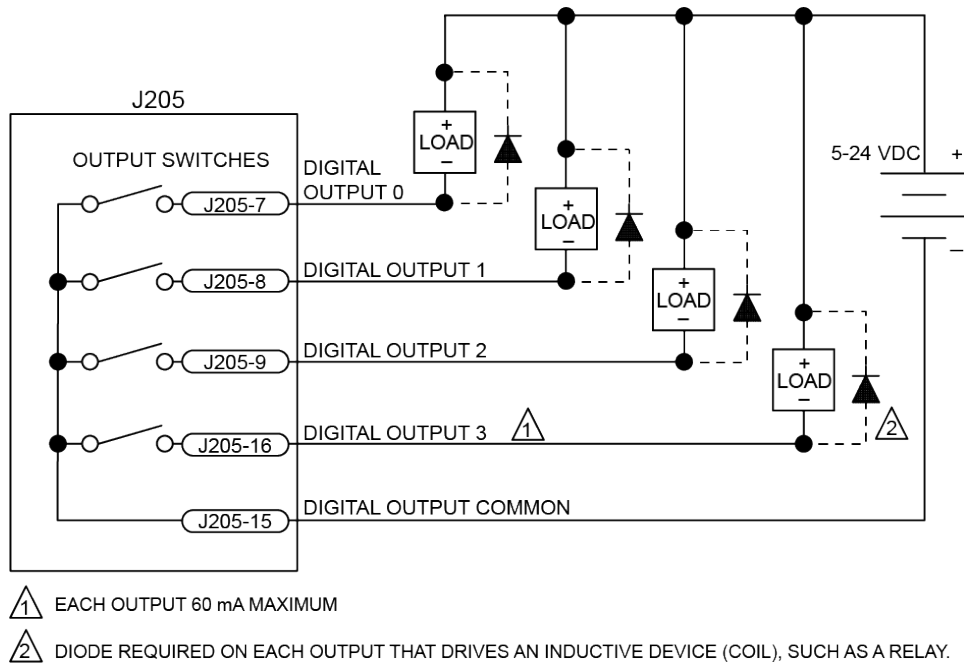 J205
OUTPUT SWITCHES
J205-7
J205-8
J205-9
J205-16
J205-15
DIGITAL
OUTPUT 0
DIGITAL OUTPUT 1
DIGITAL OUTPUT 2
DIGITAL OUTPUT 3
DIGITAL OUTPUT COMMON
+
LOAD
–
+
LOAD
–
+
LOAD
–
+
LOAD
–
1
2
5-24 VDC
+
–
1 EACH OUTPUT 60 mA MAXIMUM
2 DIODE REQUIRED ON EACH OUTPUT THAT DRIVES AN INDUCTIVE DEVICE (COIL), SUCH AS A RELAY.